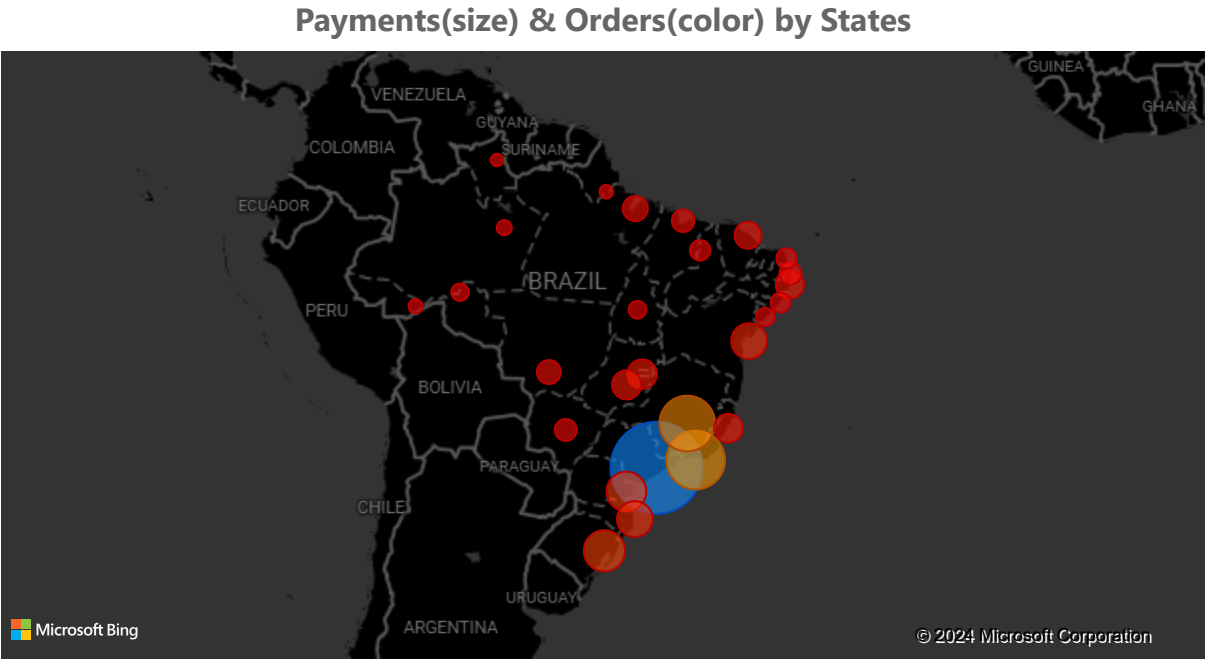 Payments(size) & Orders(color) by States
GUINEA
VENEZUELA
GHANA
GUYANA
COLOMBIA
SURINAME
ECUADOR
BRAZIL
PERU
BOLIVIA
PARAGUAY
CHILE
URUGUAY
ARGENTINA
Microsoft Bing
© 2024 Microsoft Corporation